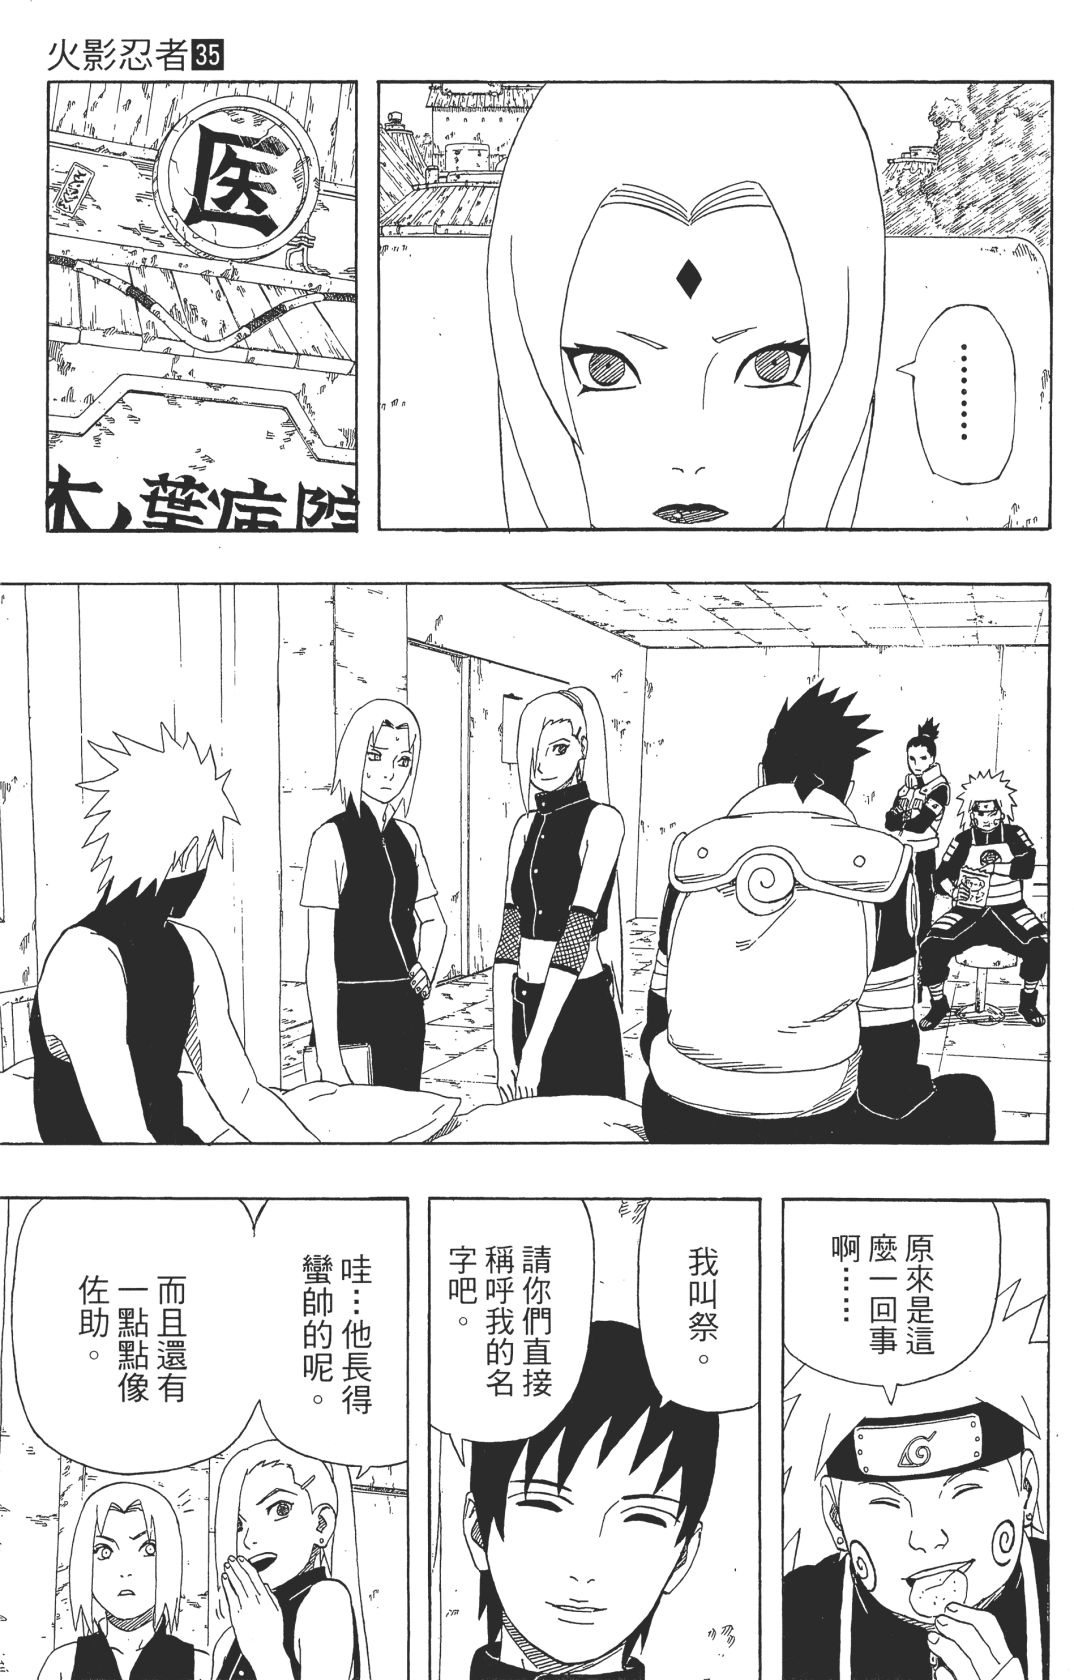 火影忍者35
………
医
木ノ葉病院
原來是這
麼一回事
啊……
我叫祭。
請你們直接
稱呼我的名
字吧。
哇…他長得
蠻帥的呢。
而且還有
一點點像
佐助。